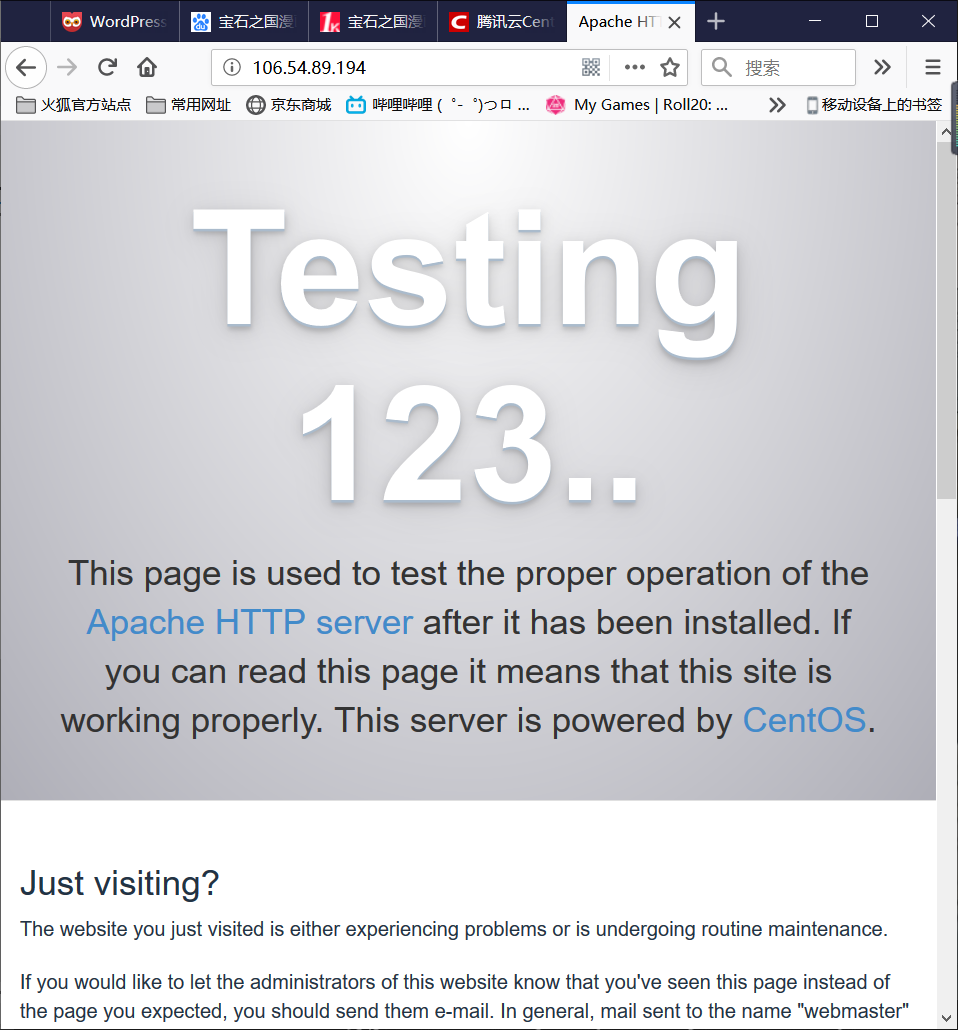 WordPress
宝石之国漫
宝石之国漫
腾讯云Cent
Apache HT
106.54.89.194
搜索
火狐官方站点
常用网址
京东商城
哔哩哔哩 ( ゜- ゜)つロ ...
My Games | Roll20: ...
移动设备上的书签
Testing
123..
This page is used to test the proper operation of the
Apache HTTP server after it has been installed. If
you can read this page it means that this site is
working properly. This server is powered by CentOS.
Just visiting?
The website you just visited is either experiencing problems or is undergoing routine maintenance.
If you would like to let the administrators of this website know that you've seen this page instead of
the page you expected, you should send them e-mail. In general, mail sent to the name "webmaster"